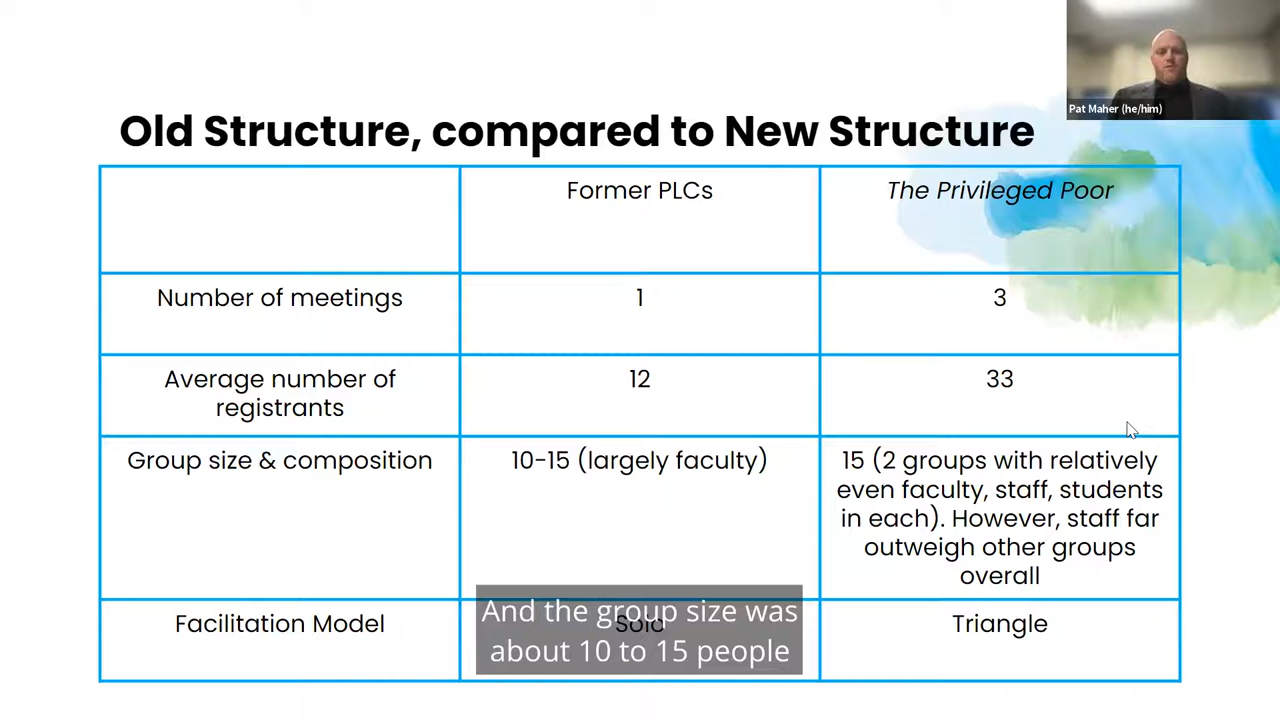 Pat Maher (he/him)
Old Structure, compared to New Structure
Former PLCs
The Privileged Poor
Number of meetings
1
3
Average number of
registrants
12
33
Group size & composition
10-15 (largely faculty)
15 (2 groups with relatively
even faculty, staff, students
in each). However, staff far
outweigh other groups
overall
Facilitation Model
Solo
Triangle
And the group size was
about 10 to 15 people